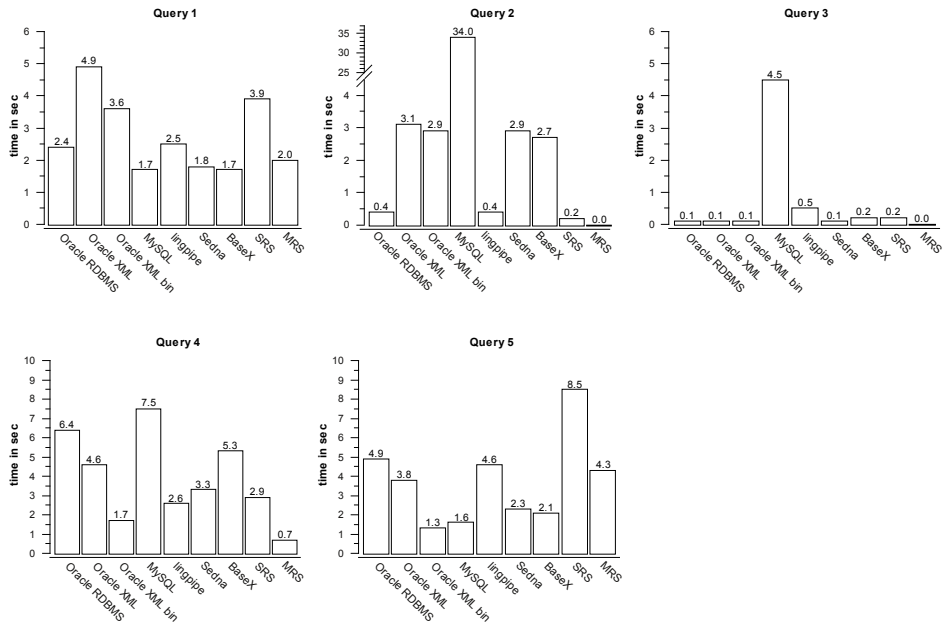 Query 1
time in sec
6
5
4
3
2
1
0
2.4
4.9
3.6
1.7
2.5
1.8
1.7
3.9
2.0
Oracle RDBMS
Oracle XML
Oracle XML bin
MySQL
lingpipe
Sedna
BaseX
SRS
MRS
Query 2
time in sec
35
30
25
4
3
2
1
0
0.4
3.1
2.9
34.0
0.4
2.9
2.7
0.2
0.0
Oracle RDBMS
Oracle XML
Oracle XML bin
MySQL
lingpipe
Sedna
BaseX
SRS
MRS
Query 3
time in sec
6
5
4
3
2
1
0
0.1
0.1
0.1
4.5
0.5
0.1
0.2
0.2
0.0
Oracle RDBMS
Oracle XML
Oracle XML bin
MySQL
lingpipe
Sedna
BaseX
SRS
MRS
Query 4
time in sec
10
9
8
7
6
5
4
3
2
1
0
6.4
4.6
1.7
7.5
2.6
3.3
5.3
2.9
0.7
Oracle RDBMS
Oracle XML
Oracle XML bin
MySQL
lingpipe
Sedna
BaseX
SRS
MRS
Query 5
time in sec
10
9
8
7
6
5
4
3
2
1
0
4.9
3.8
1.3
1.6
4.6
2.3
2.1
8.5
4.3
Oracle RDBMS
Oracle XML
Oracle XML bin
MySQL
lingpipe
Sedna
BaseX
SRS
MRS